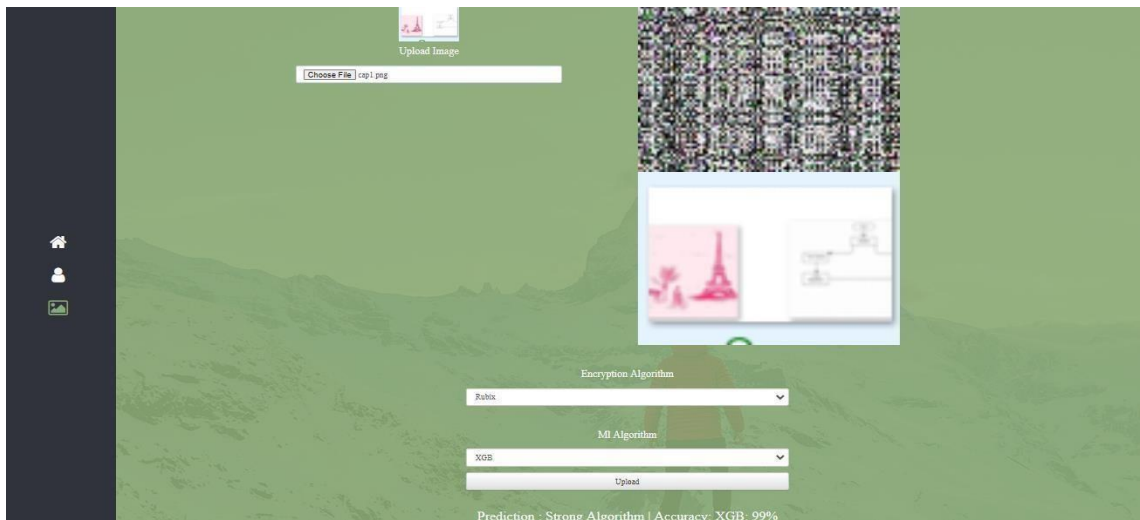 Upload Image
Choose File cap1.png
Encryption Algorithm
Rubix
Ml Algorithm
XGB
Upload
Prediction : Strong Algorithm | Accuracy: XGB: 99%